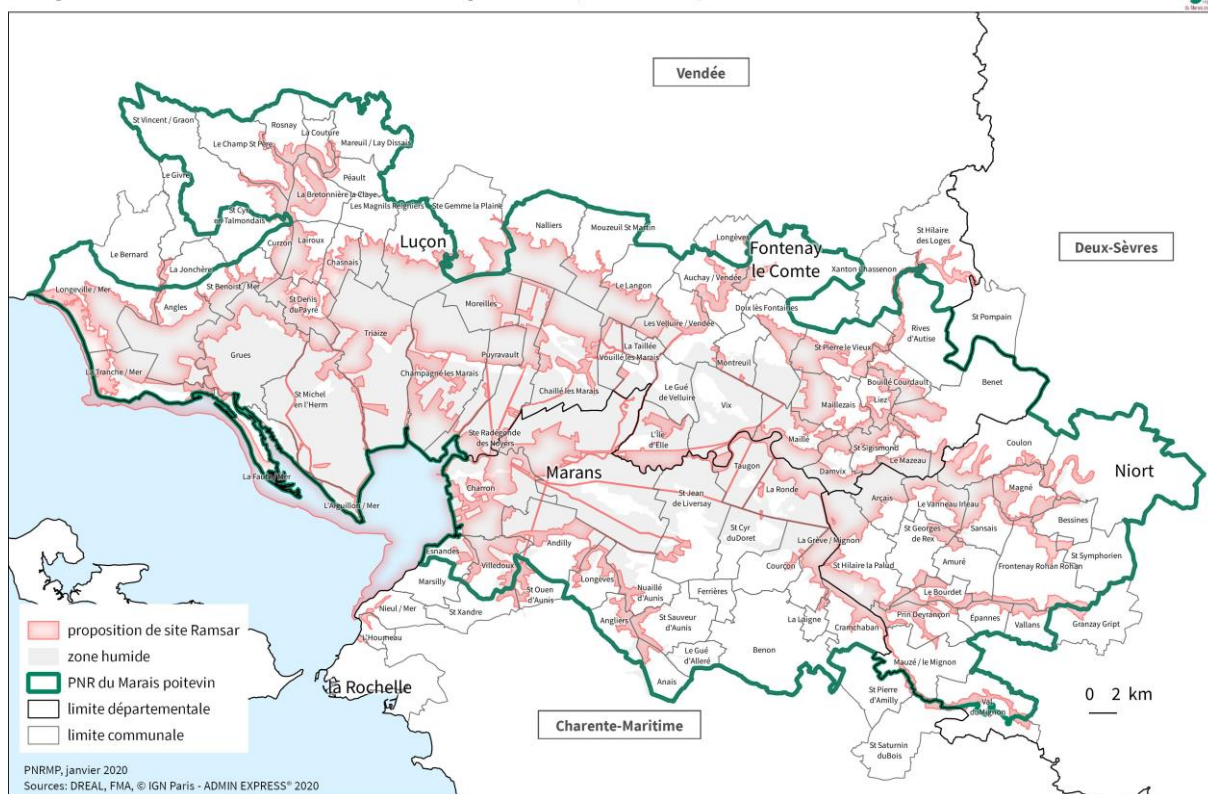 Vendée
St Vincent / Graon
Rosnay
La Couture
Le Champ St Père
Mareuil / Lay Dissais
Péault
Le Givre
La Bretonnière la Claye
Les Magnils Reigniers
Ste Gemme la Plaine
St Cyr
en Talmondais
Luçon
Nalliers
Mouzeuil St Martin
Longèves
Fontenay
le Comte
St Hilaire
des Loges
Deux-Sèvres
Curzon
Lairoux
Le Bernard
La Jonchère
Chasnais
Auchay / Vendée
Xanton Chassenon
Longeville / Mer
St Benoist / Mer
Angles
St Denis
du Payré
Le Langon
Moreilles
Doix lès Fontaines
St Pompain
Les Velluire / Vendée
Triaize
Rives
d'Autise
La Taillée
St Pierre le Vieux
Grues
Puyravault
Vouillé les Marais
Montreuil
La Tranche / Mer
Champagné les Marais
Chaillé les Marais
Bouillé Courdault
Benet
St Michel
en l'Herm
Le Gué
de Velluire
Vix
Maillezais
Liez
Ste Radégonde
des Noyers
L'Île
d'Elle
Maillé
St Sigismond
Coulon
Le Mazeau
Damvix
La Faute / Mer
Marans
Taugon
Niort
Charron
La Ronde
Magné
L'Aiguillon / Mer
St Jean
de Liversay
Arçais
Le Vanneau Irleau
Bessines
St Georges
de Rex
Sansais
St Cyr
du Doret
Andilly
La Grève / Mignon
Esnandes
St Symphorien
Villedoux
Courçon
St Hilaire la Palud
Amuré
Frontenay Rohan Rohan
Marsilly
Longèves
Nuaillé
d'Aunis
St Ouen
d'Aunis
Ferrières
Le Bourdet
Nieul / Mer
St Xandre
Angliers
St Sauveur
d'Aunis
La Laigne
Cramchaban
Prin Deyrançon
Épannes
Vallans
Granzay Gript
L'Houmeau
Le Gué
d'Alleré
Benon
Anais
Mauzé / le Mignon
La Rochelle
St Pierre
d'Amilly
Val
du Mignon
0 2 km
Charente-Maritime
St Saturnin
du Bois
proposition de site Ramsar
zone humide
PNR du Marais poitevin
limite départementale
limite communale
PNRMP, janvier 2020
Sources: DREAL, FMA, © IGN Paris - ADMIN EXPRESS® 2020